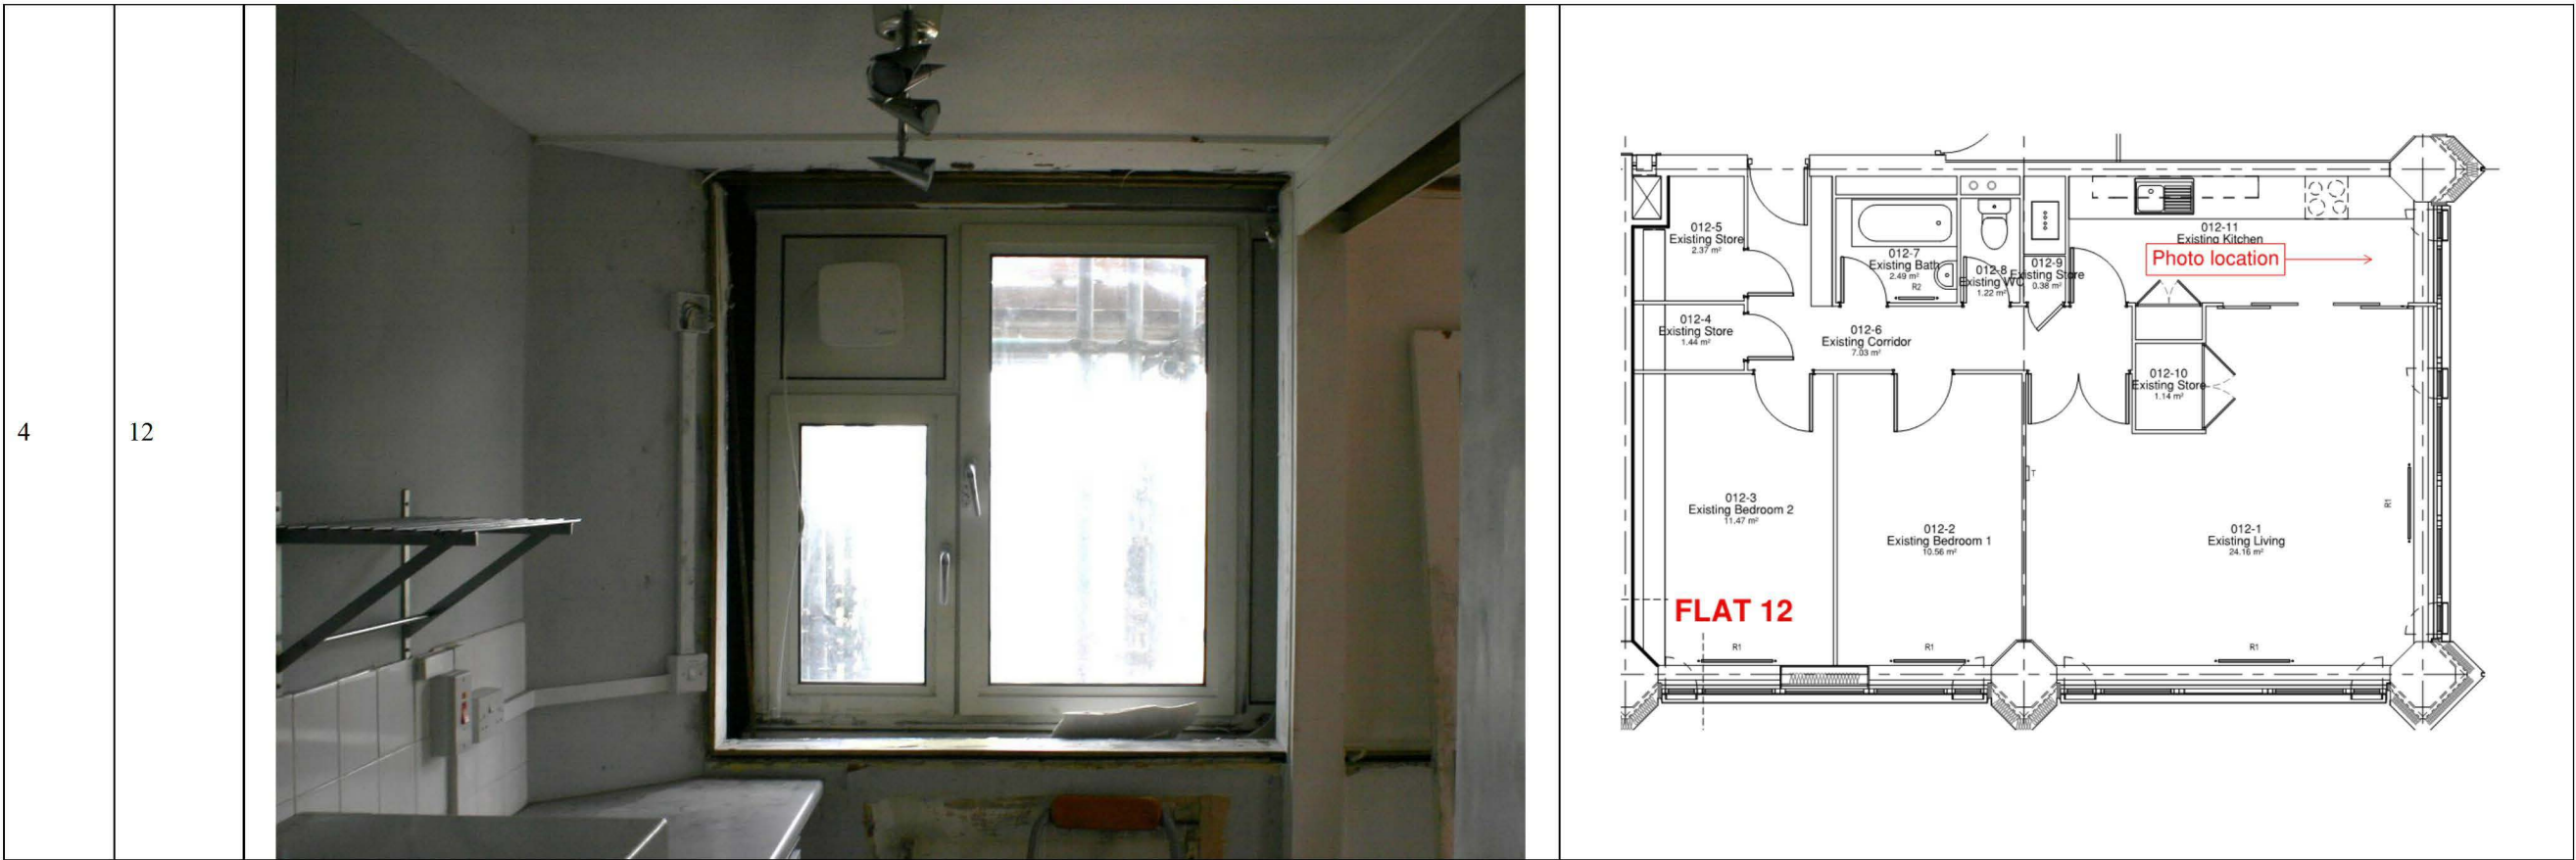 4
12
012-5
Existing Store
2.37 m²
012-4
Existing Store
1.44 m²
012-7
Existing Bath
2.49 m²
R2
012-8
Existing WC
1.22 m²
012-9
Existing Store
0.38 m²
012-11
Existing Kitchen
Photo location
012-6
Existing Corridor
7.03 m²
012-10
Existing Store
1.14 m²
T
012-3
Existing Bedroom 2
11.47 m²
012-2
Existing Bedroom 1
10.56 m²
012-1
Existing Living
24.16 m²
R1
FLAT 12
R1
R1
R1